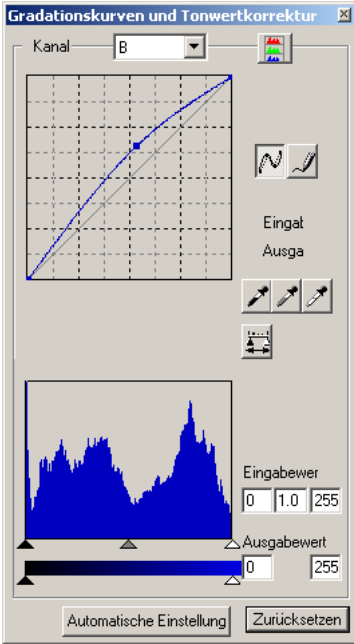 Gradationskurven und Tonwertkorrektur
Kanal
B
Eingat
Ausga
Eingabewer
0 1.0 255
Ausgabewert
0 255
Automatische Einstellung
Zurücksetzen